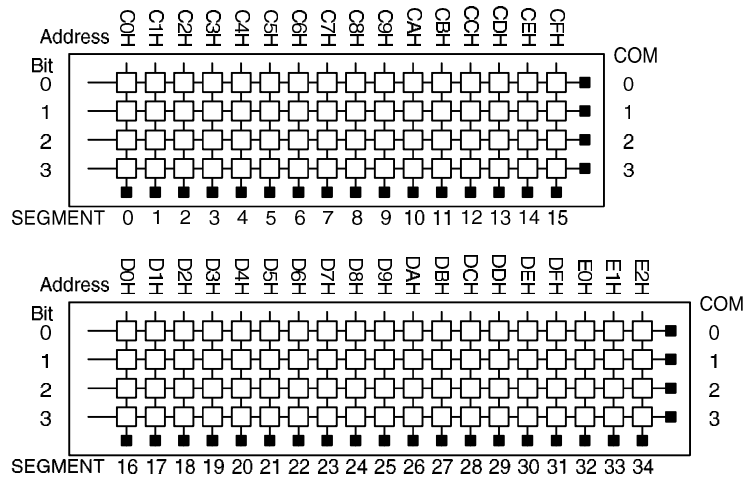 Address C0H C1H C2H C3H C4H C5H C6H C7H C8H C9H CAH CBH CCH CDH CEH CFH
Bit COM
0 0
1 1
2 2
3 3
SEGMENT 0 1 2 3 4 5 6 7 8 9 10 11 12 13 14 15
Address D0H D1H D2H D3H D4H D5H D6H D7H D8H D9H DAH DBH DCH DDH DEH DFH E0H E1H E2H
Bit COM
0 0
1 1
2 2
3 3
SEGMENT 16 17 18 19 20 21 22 23 24 25 26 27 28 29 30 31 32 33 34